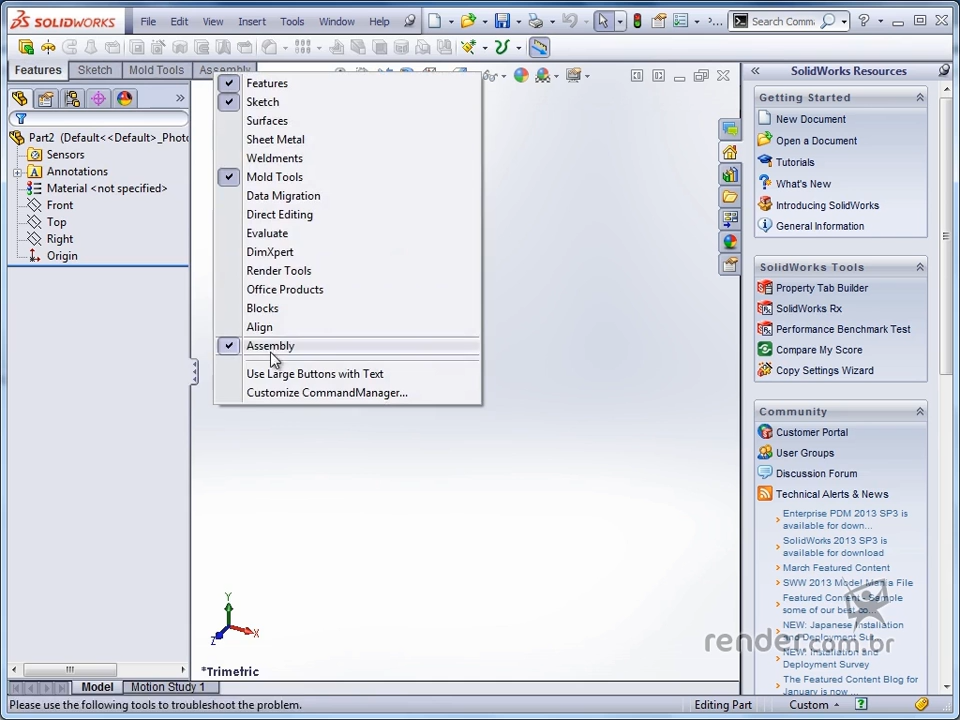 SOLIDWORKS File Edit View Insert Tools Window Help Search Comma
Features Sketch Mold Tools Assembly
SolidWorks Resources
Part2 (Default<<Default>_Photo
Sensors
Annotations
Material <not specified>
Front
Top
Right
Origin
Features
Sketch
Surfaces
Sheet Metal
Weldments
Mold Tools
Data Migration
Direct Editing
Evaluate
DimXpert
Render Tools
Office Products
Blocks
Align
Assembly
Use Large Buttons with Text
Customize CommandManager...
Getting Started
New Document
Open a Document
Tutorials
What's New
Introducing SolidWorks
General Information
SolidWorks Tools
Property Tab Builder
SolidWorks Rx
Performance Benchmark Test
Compare My Score
Copy Settings Wizard
Community
Customer Portal
User Groups
Discussion Forum
Technical Alerts & News
Enterprise PDM 2013 SP3 is
available for down...
SolidWorks 2013 SP3 is
available for download
March Featured Content
SWW 2013 Model Mania File
Featured Content - Sample
some of our best co...
NEW: Japanese Installation
and Deployment Sur...
NEW: Installation and
Deployment Survey
The Featured Content Blog for
January is now ...
render.com.br
Y
X
Z
*Trimetric
Model Motion Study 1
Please use the following tools to troubleshoot the problem. Editing Part Custom